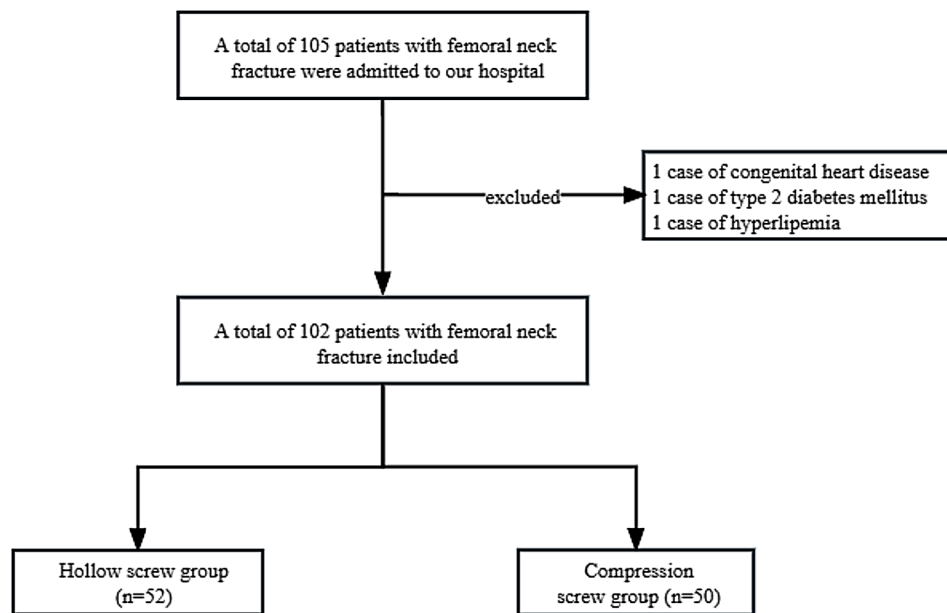 A total of 105 patients with femoral neck
fracture were admitted to our hospital
excluded
1 case of congenital heart disease
1 case of type 2 diabetes mellitus
1 case of hyperlipemia
A total of 102 patients with femoral neck
fracture included
Hollow screw group
(n=52)
Compression
screw group (n=50)